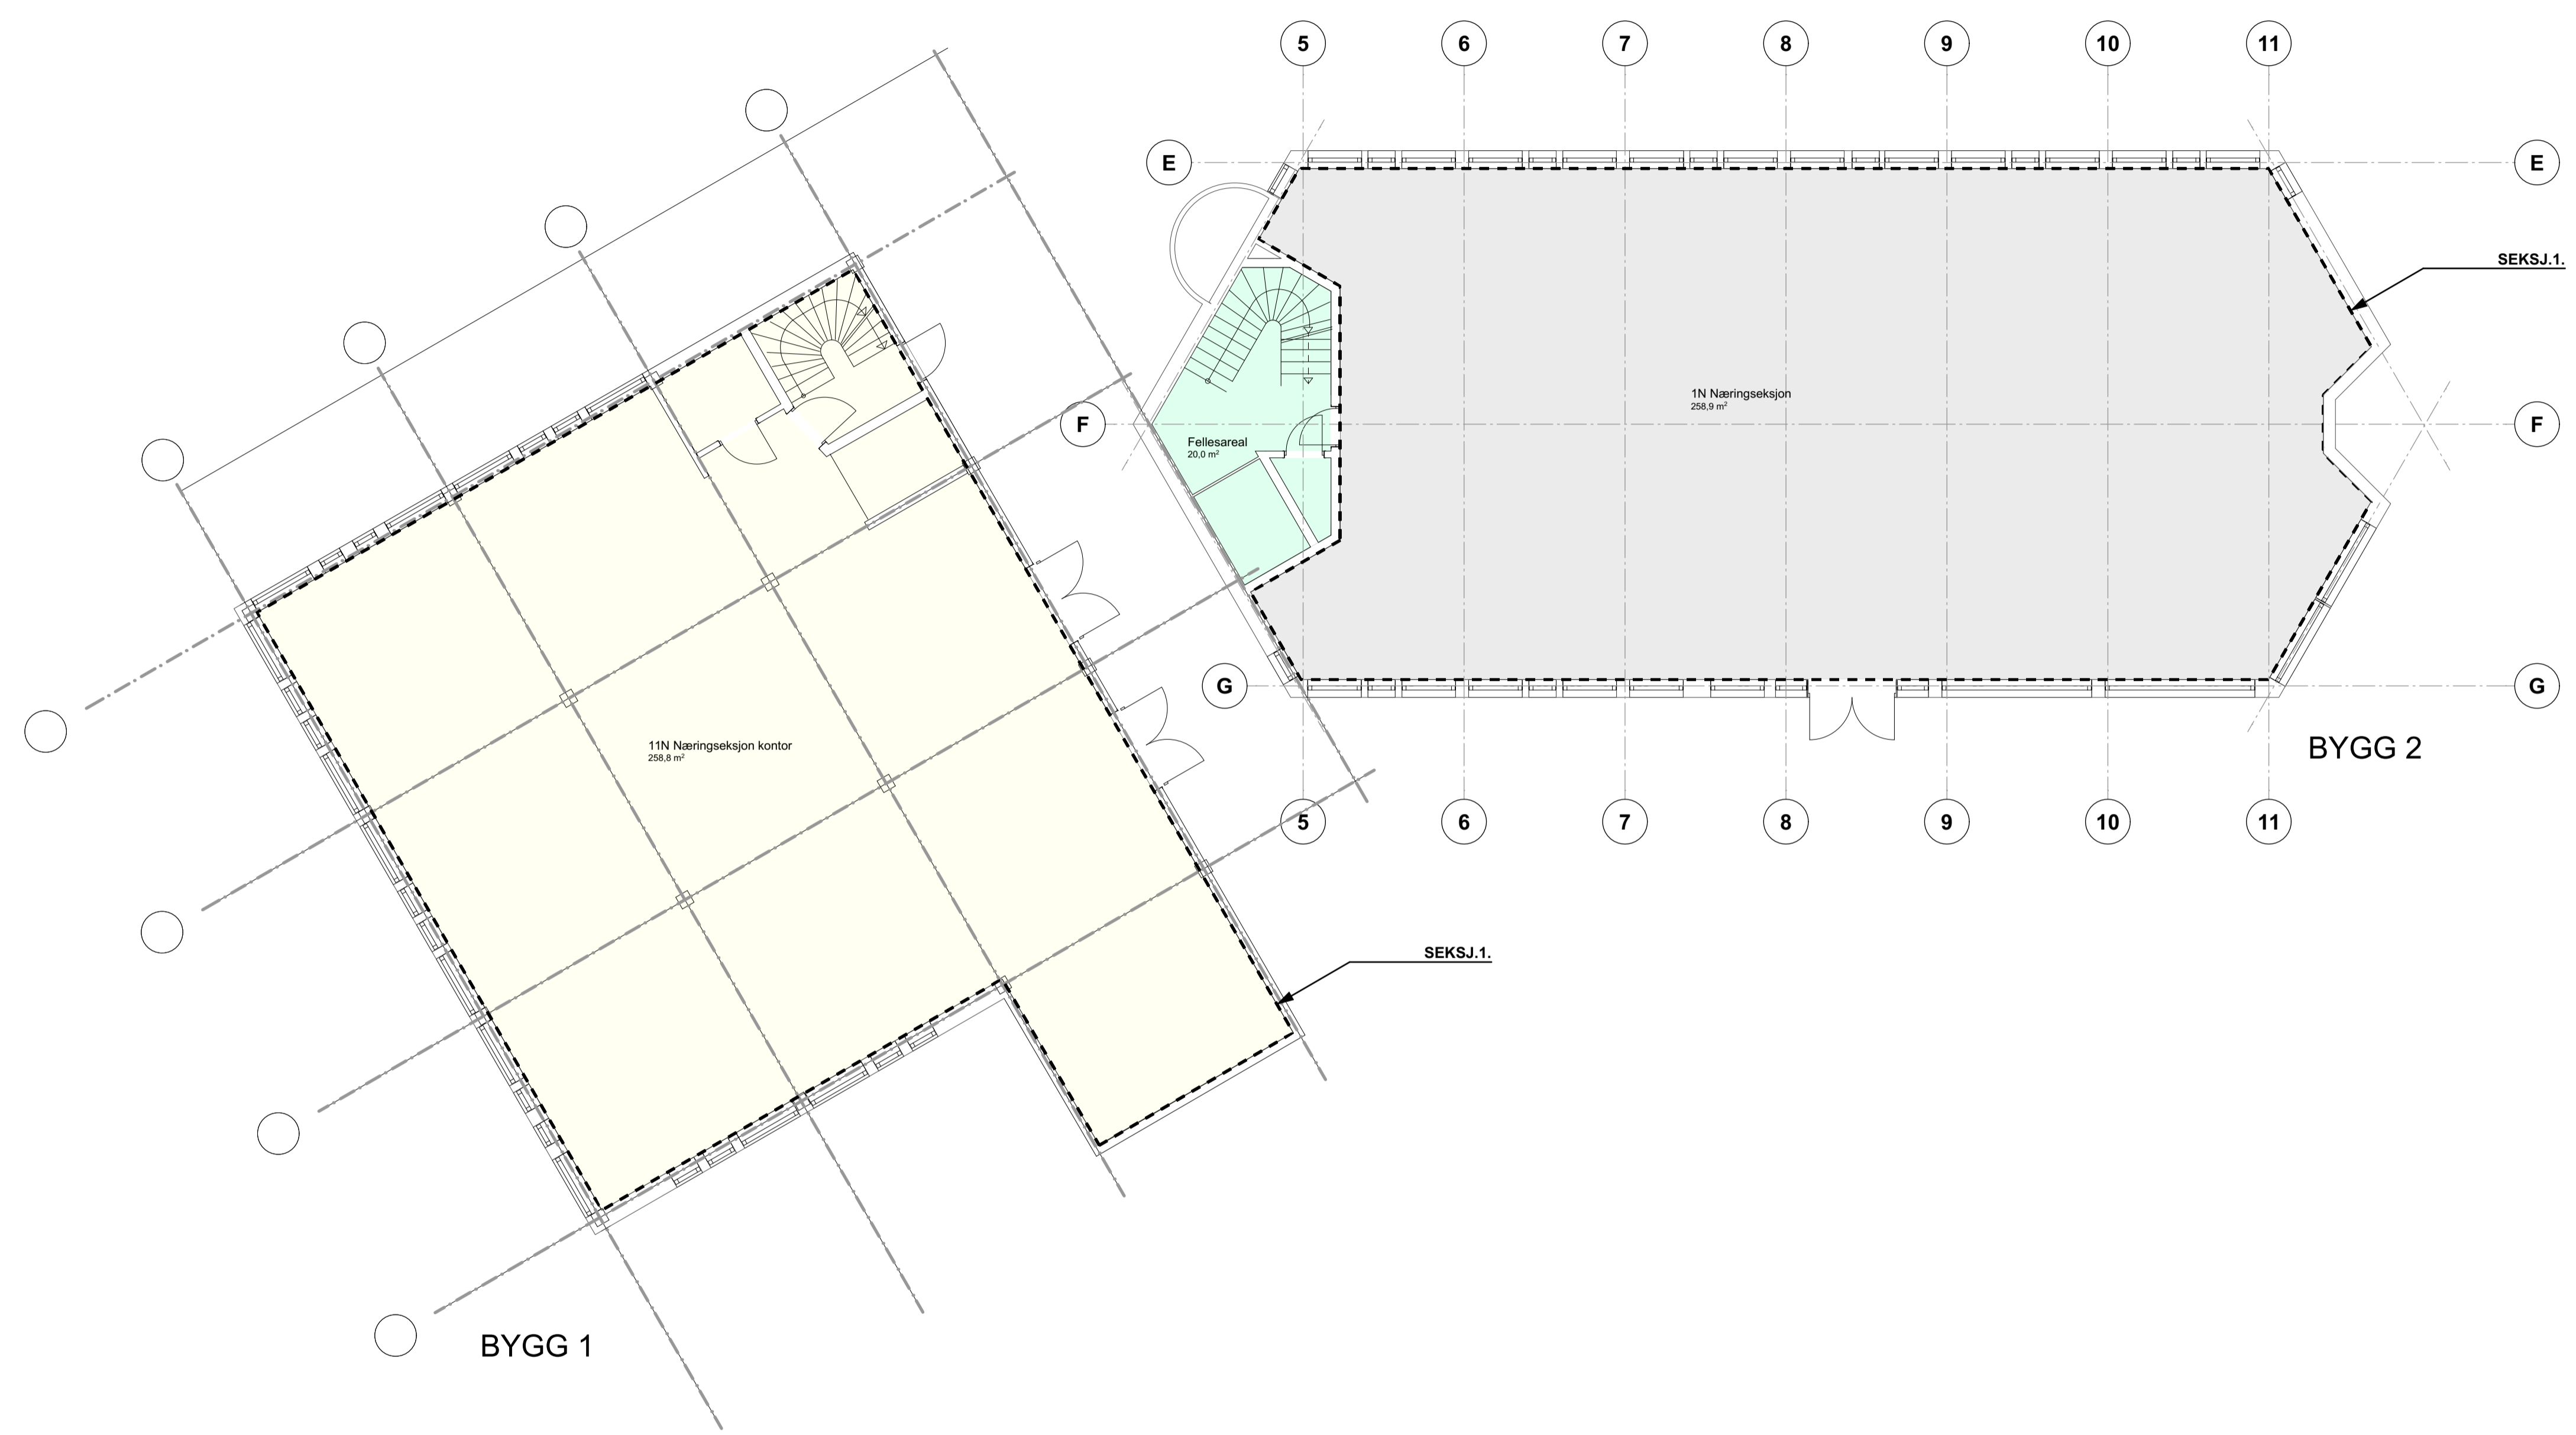 5 6 7 8 9 10 11
E E
SEKSJ.1.
1N Næringseksjon
258,9 m²
F F
Fellesareal
20,0 m²
G G
11N Næringseksjon kontor
258,8 m²
BYGG 2
5 6 7 8 9 10 11
SEKSJ.1.
BYGG 1